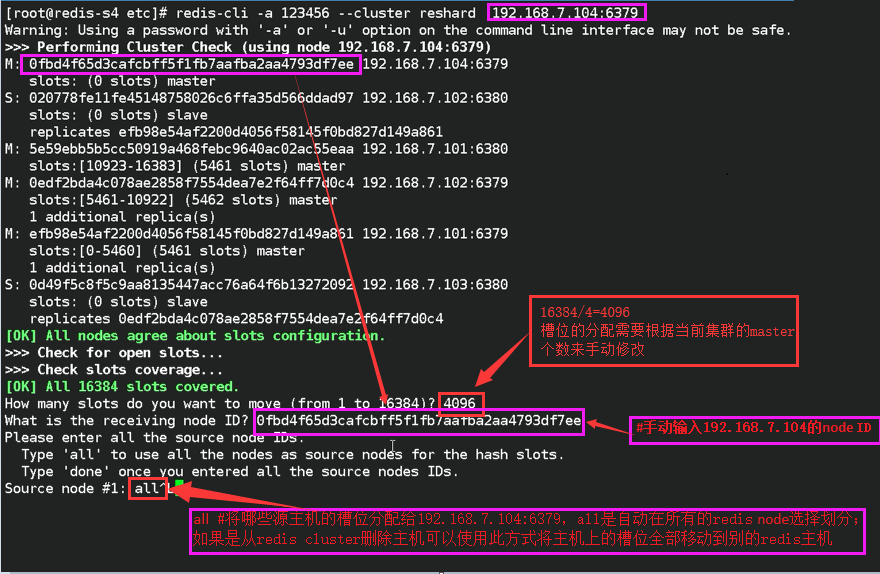 [root@redis-s4 etc]# redis-cli -a 123456 --cluster reshard 192.168.7.104:6379
Warning: Using a password with '-a' or '-u' option on the command line interface may not be safe.
>>> Performing Cluster Check (using node 192.168.7.104:6379)
M: 0fbd4f65d3cafcbff5f1fb7aafba2aa4793df7ee 192.168.7.104:6379
slots: (0 slots) master
S: 020778fe11fe45148758026c6ffa35d566ddad97 192.168.7.102:6380
slots: (0 slots) slave
replicates efb98e54af2200d4056f58145f0bd827d149a861
M: 5e59ebb5b5cc50919a468febc9640ac02ac55eaa 192.168.7.101:6380
slots:[10923-16383] (5461 slots) master
M: 0edf2bda4c078ae2858f7554dea7e2f64ff7d0c4 192.168.7.102:6379
slots:[5461-10922] (5462 slots) master
1 additional replica(s)
M: efb98e54af2200d4056f58145f0bd827d149a861 192.168.7.101:6379
slots:[0-5460] (5461 slots) master
1 additional replica(s)
S: 0d49f5c8f5c9aa8135447acc76a64f6b13272092 192.168.7.103:6380
slots: (0 slots) slave
replicates 0edf2bda4c078ae2858f7554dea7e2f64ff7d0c4
[OK] All nodes agree about slots configuration.
>>> Check for open slots...
>>> Check slots coverage...
[OK] All 16384 slots covered.
16384/4=4096
槽位的分配需要根据当前集群的master
个数来手动修改
How many slots do you want to move (from 1 to 16384)? 4096
What is the receiving node ID? 0fbd4f65d3cafcbff5f1fb7aafba2aa4793df7ee
#手动输入192.168.7.104的node ID
Please enter all the source node IDs.
Type 'all' to use all the nodes as source nodes for the hash slots.
Type 'done' once you entered all the source nodes IDs.
Source node #1: all^L
all #将哪些源主机的槽位分配给192.168.7.104:6379，all是自动在所有的redis node选择划分；
如果是从redis cluster删除主机可以使用此方式将主机上的槽位全部移动到别的redis主机